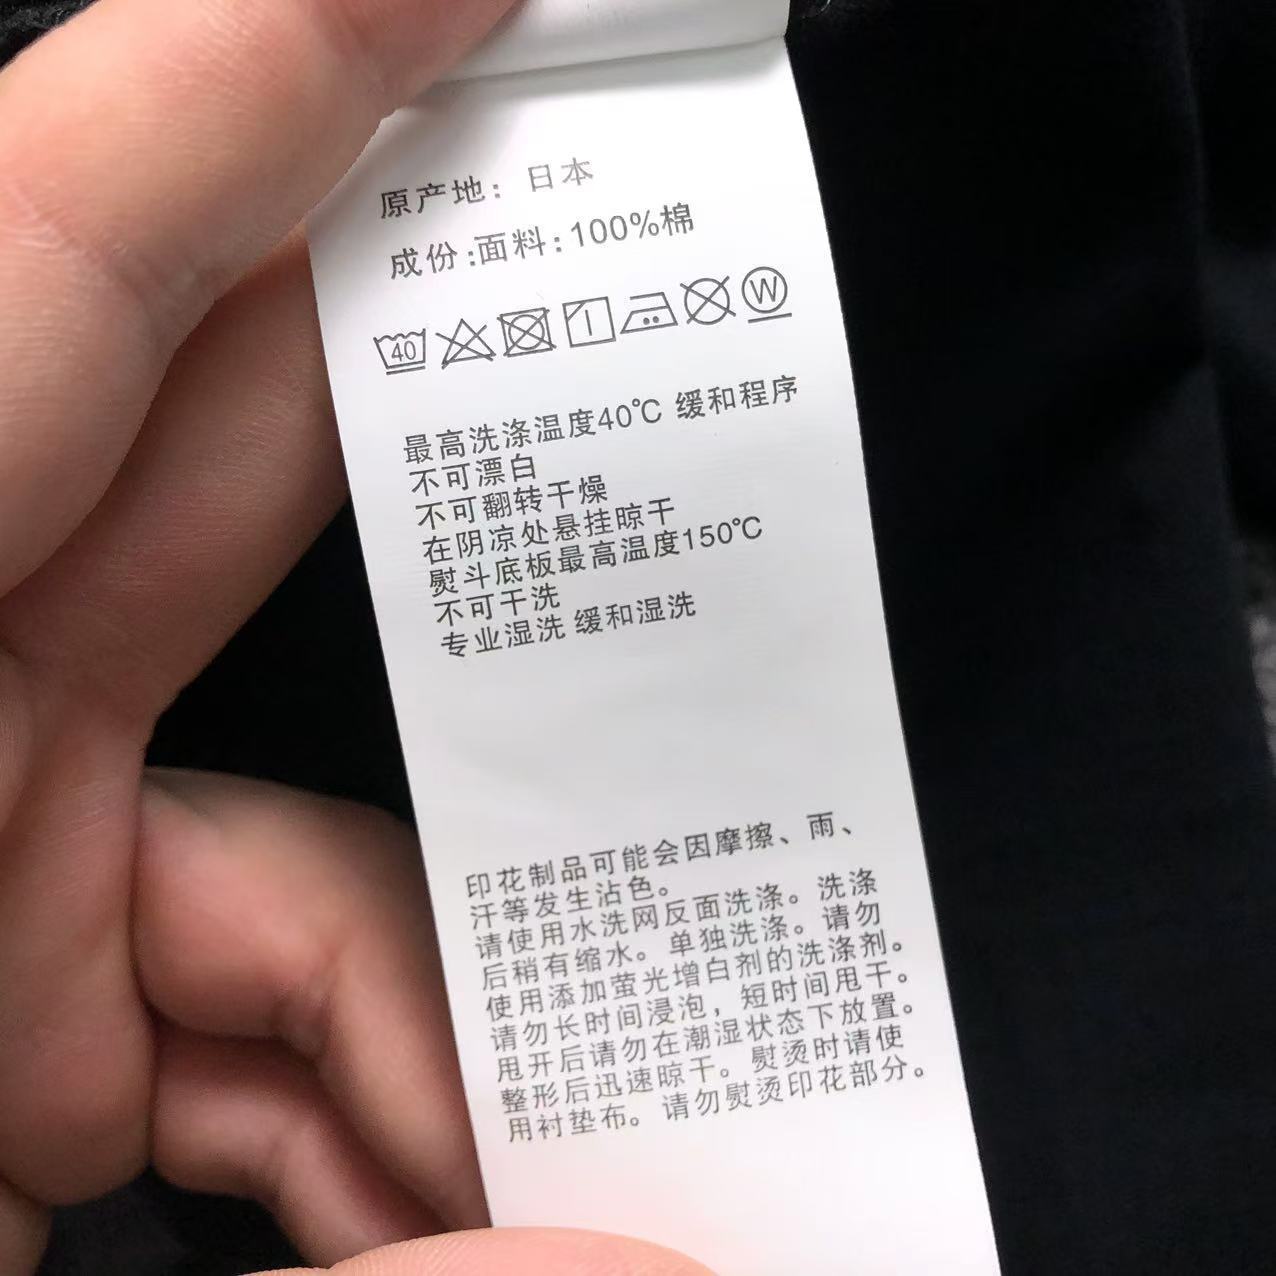 原产地：日本
成份:面料:100%棉
40 W
最高洗涤温度40℃ 缓和程序
不可漂白
不可翻转干燥
在阴凉处悬挂晾干
熨斗底板最高温度150℃
不可干洗
专业湿洗 缓和湿洗
印花制品可能会因摩擦、雨、
汗等发生沾色。
请使用水洗网反面洗涤。洗涤
后稍有缩水。单独洗涤。请勿
使用添加萤光增白剂的洗涤剂。
请勿长时间浸泡，短时间甩干。
甩开后请勿在潮湿状态下放置。
整形后迅速晾干。熨烫时请使
用衬垫布。请勿熨烫印花部分。